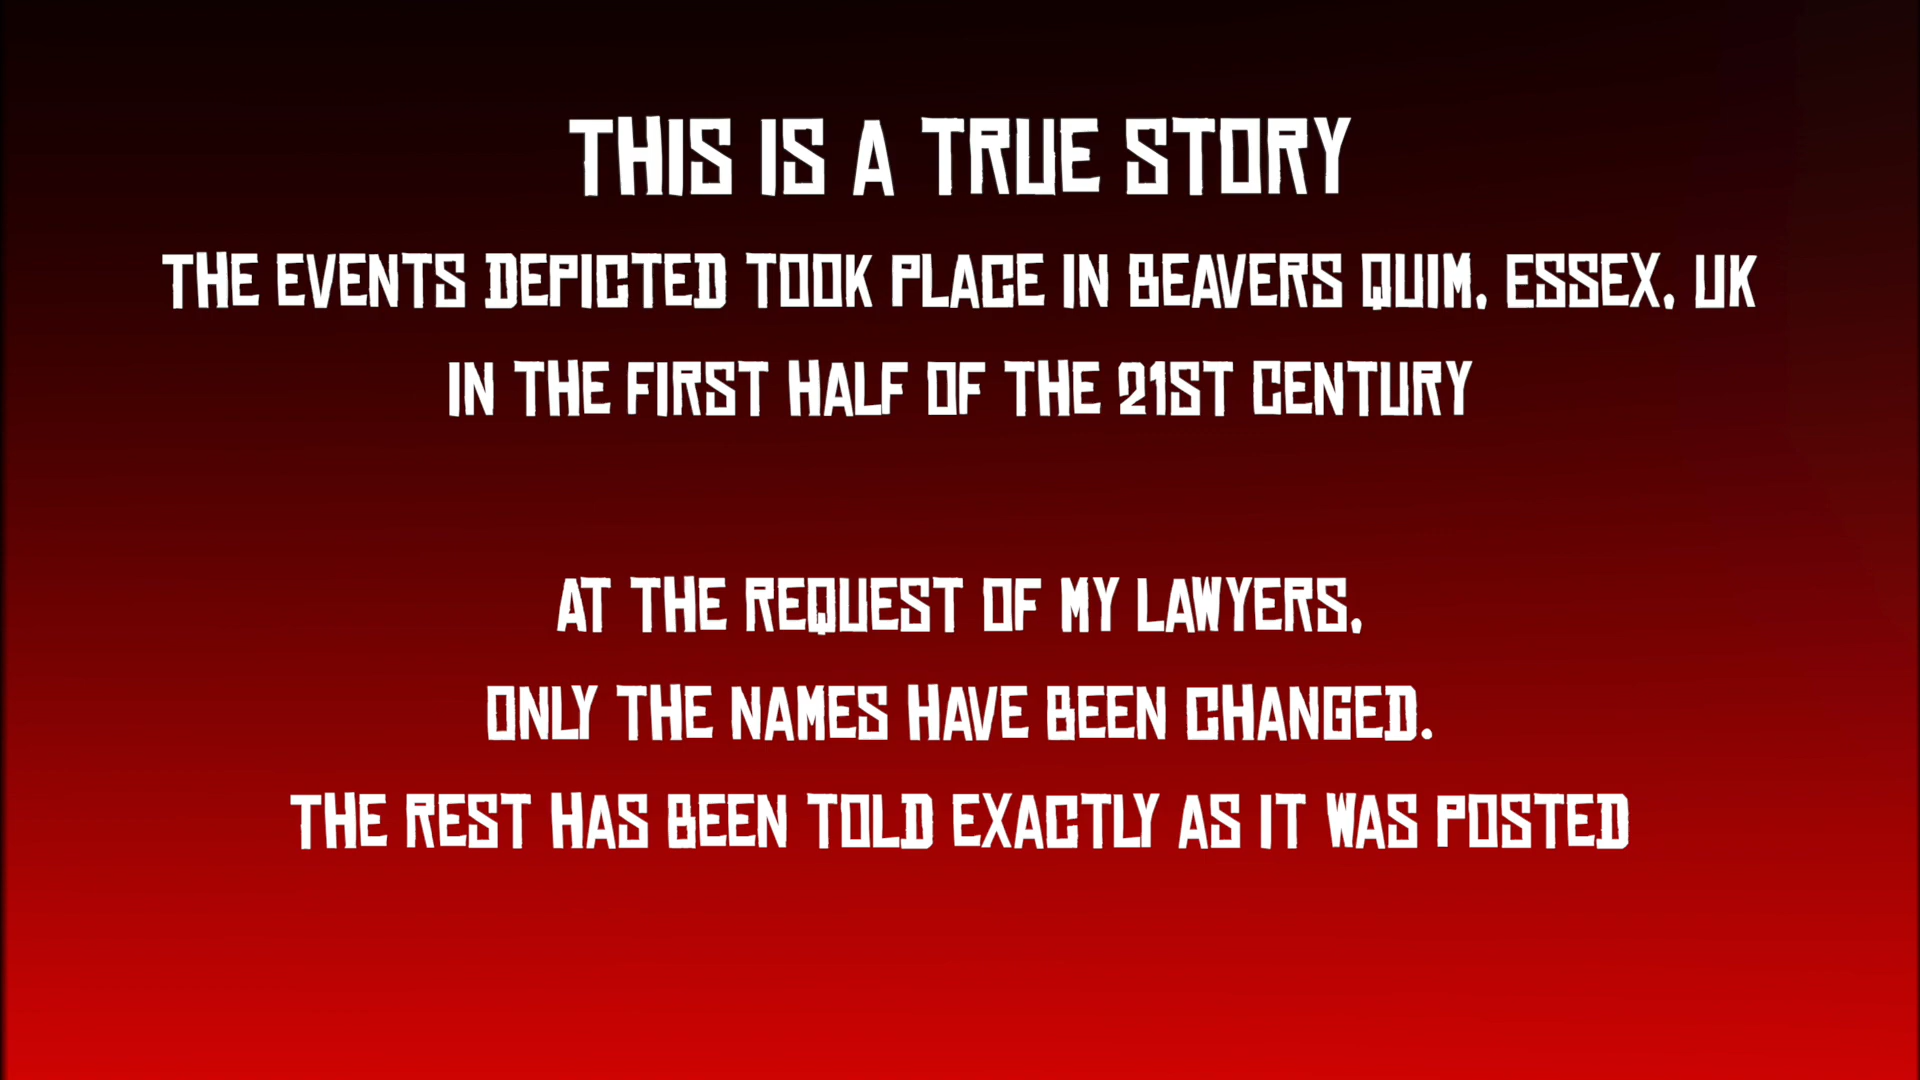 THIS IS A TRUE STORY
THE EVENTS DEPICTED TOOK PLACE IN BEAVERS QUIM, ESSEX, UK
IN THE FIRST HALF OF THE 21ST CENTURY
AT THE REQUEST OF MY LAWYERS,
ONLY THE NAMES HAVE BEEN CHANGED.
THE REST HAS BEEN TOLD EXACTLY AS IT WAS POSTED